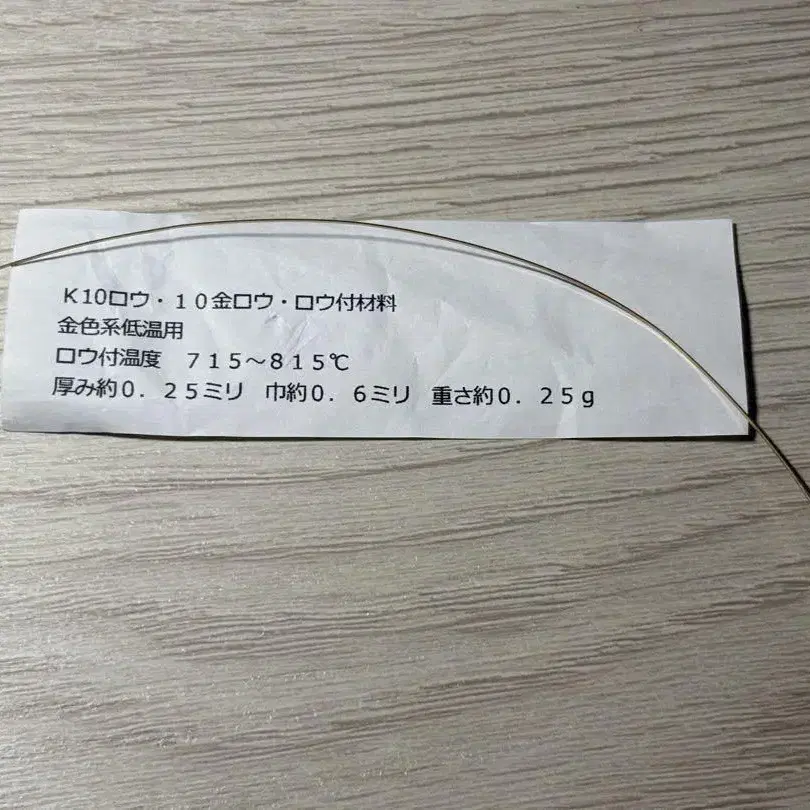 K10ロウ・１０金ロウ・ロウ付材料
金色系低温用
ロウ付温度　７１５～８１５℃
厚み約０．２５ミリ　巾約０．６ミリ　重さ約０．２５ｇ